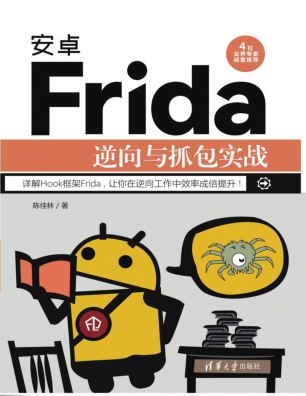 安卓
4位
业界专家
诚意推荐
Frida
逆向与抓包实战
详解Hook框架Frida，让你在逆向工作中效率成倍提升！
陈佳林／著
清华大学出版社